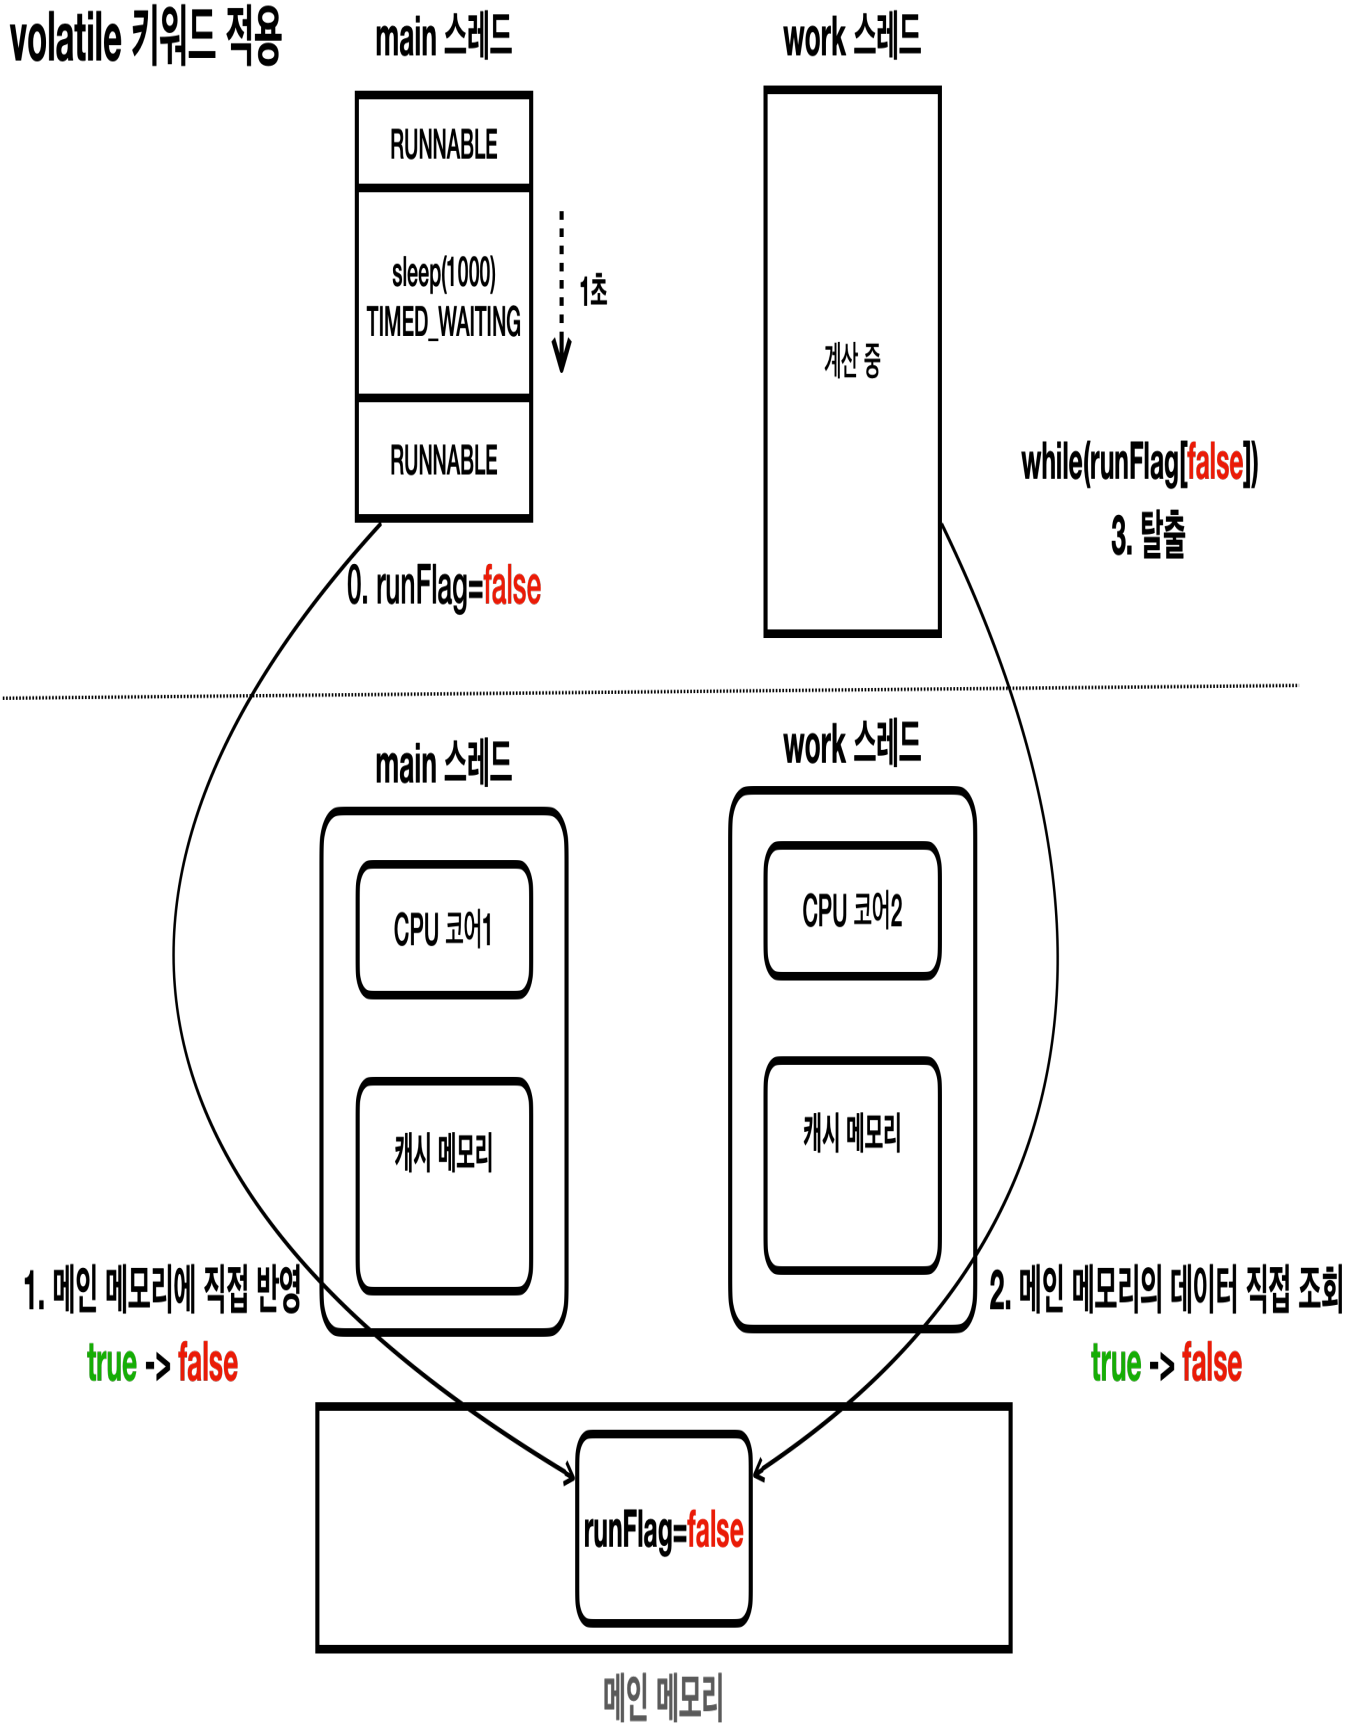 volatile 키워드 적용
main 스레드
work 스레드
RUNNABLE
sleep(1000)
TIMED_WAITING
1초
RUNNABLE
계산 중
while(runFlag[false])
3. 탈출
0. runFlag=false
main 스레드
work 스레드
CPU 코어1
CPU 코어2
캐시 메모리
캐시 메모리
1. 메인 메모리에 직접 반영
true -> false
2. 메인 메모리의 데이터 직접 조회
true -> false
runFlag=false
메인 메모리